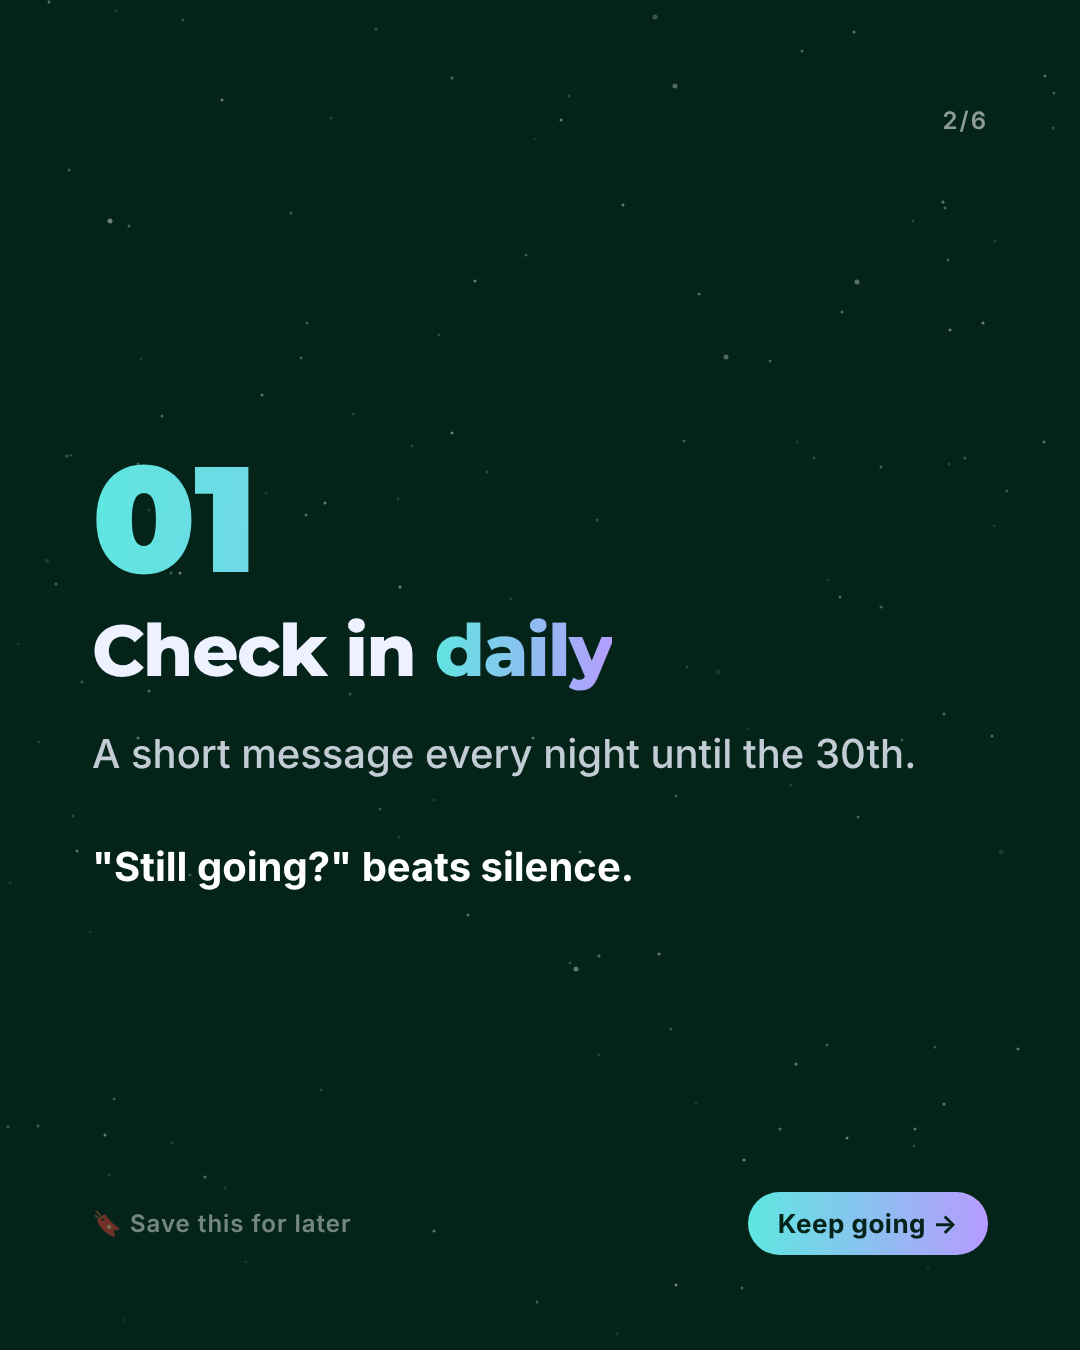 2/6
01
Check in daily
A short message every night until the 30th.
"Still going?" beats silence.
🔖 Save this for later
Keep going →